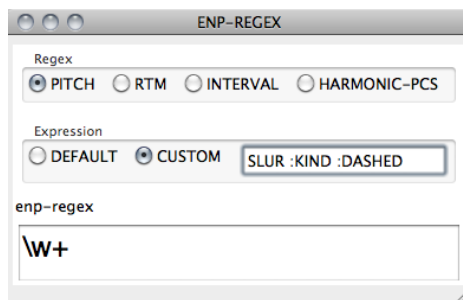 ENP-REGEX
Regex
PITCH RTM INTERVAL HARMONIC-PCS
Expression
DEFAULT CUSTOM SLUR :KIND :DASHED
enp-regex
\w+